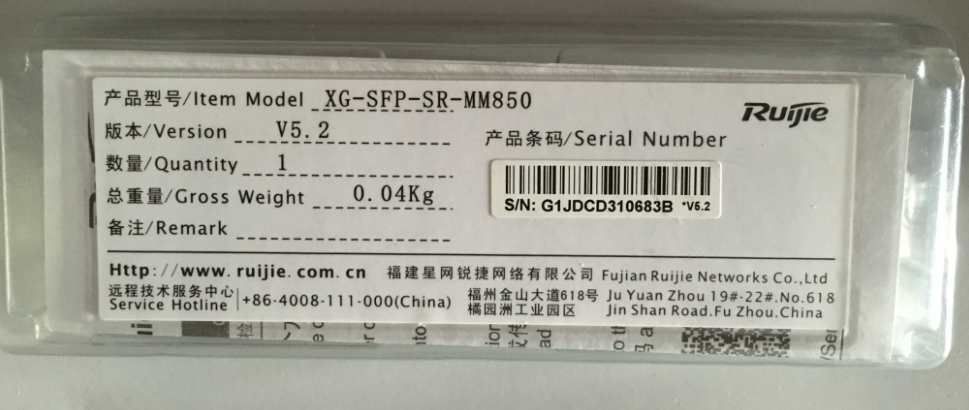 产品型号/Item Model XG-SFP-SR-MM850
Ruijie
版本/Version V5.2
产品条码/Serial Number
数量/Quantity 1
总重量/Gross Weight 0.04Kg
S/N: G1JDCD310683B *V5.2
备注/Remark
Http://www.ruijie.com.cn 福建星网锐捷网络有限公司 Fujian Ruijie Networks Co.,Ltd
远程技术服务中心
Service Hotline
+86-4008-111-000(China)
福州金山大道618号
橘园洲工业园区
Ju Yuan Zhou 19#-22#.No.618
Jin Shan Road.Fu Zhou.China